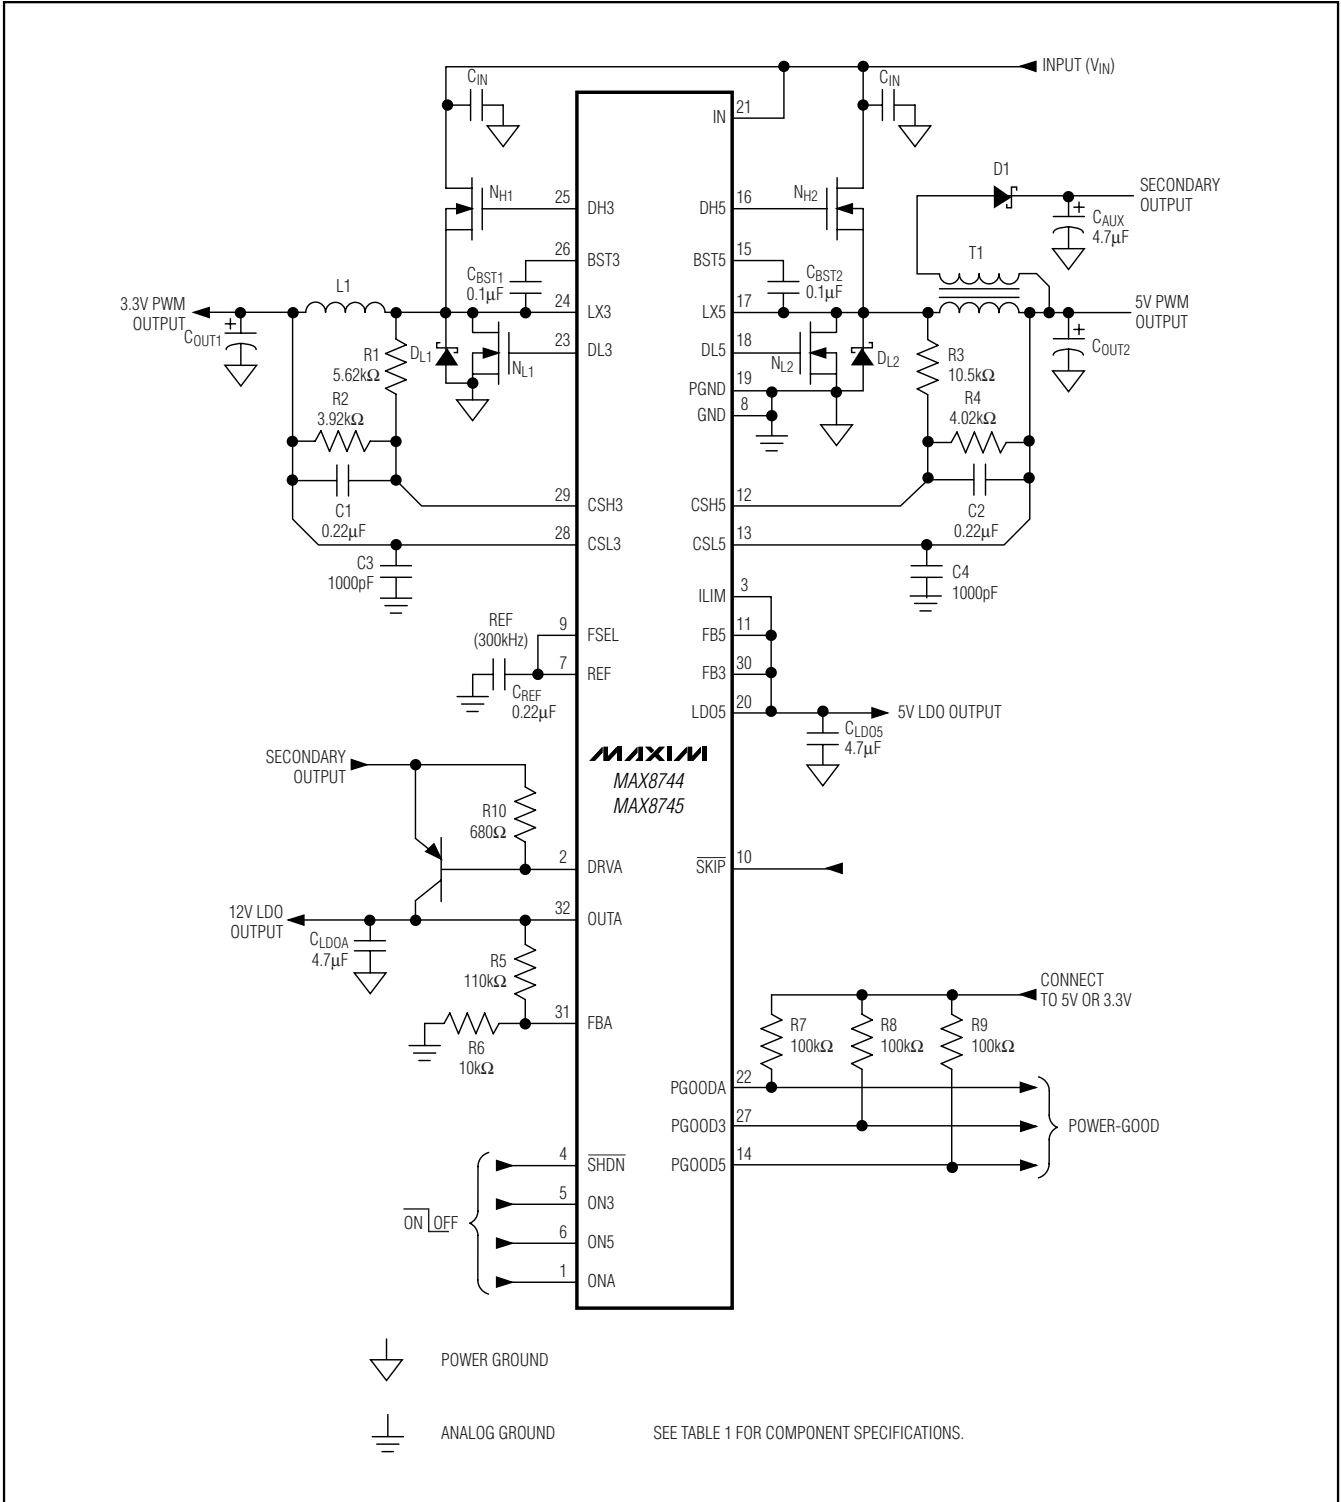 INPUT (VIN)
CIN
CIN
IN
21
D1
SECONDARY
OUTPUT
NH1
25
DH3
DH5
16
NH2
+
CAUX
4.7µF
26
BST3
BST5
15
T1
L1
CBST1
0.1µF
CBST2
0.1µF
3.3V PWM
OUTPUT
24
LX3
LX5
17
5V PWM
OUTPUT
+
COUT1
+
COUT2
R1
5.62kΩ
DL1
NL1
23
DL3
DL5
18
NL2
DL2
R3
10.5kΩ
PGND
19
GND
8
R2
3.92kΩ
R4
4.02kΩ
C1
0.22µF
29
CSH3
CSH5
12
C2
0.22µF
28
CSL3
CSL5
13
C3
1000pF
C4
1000pF
ILIM
3
REF
(300kHz)
9
FSEL
FB5
11
7
REF
FB3
30
CREF
0.22µF
LDO5
20
5V LDO OUTPUT
CLDO5
4.7µF
MAXIM
MAX8744
MAX8745
SECONDARY
OUTPUT
R10
680Ω
2
DRVA
SKIP
10
12V LDO
OUTPUT
32
OUTA
CLDOA
4.7µF
R5
110kΩ
CONNECT
TO 5V OR 3.3V
31
FBA
R6
10kΩ
R7
100kΩ
R8
100kΩ
R9
100kΩ
PGOODA
22
PGOOD3
27
POWER-GOOD
PGOOD5
14
4
SHDN
5
ON3
ON OFF
6
ON5
1
ONA
POWER GROUND
ANALOG GROUND
SEE TABLE 1 FOR COMPONENT SPECIFICATIONS.